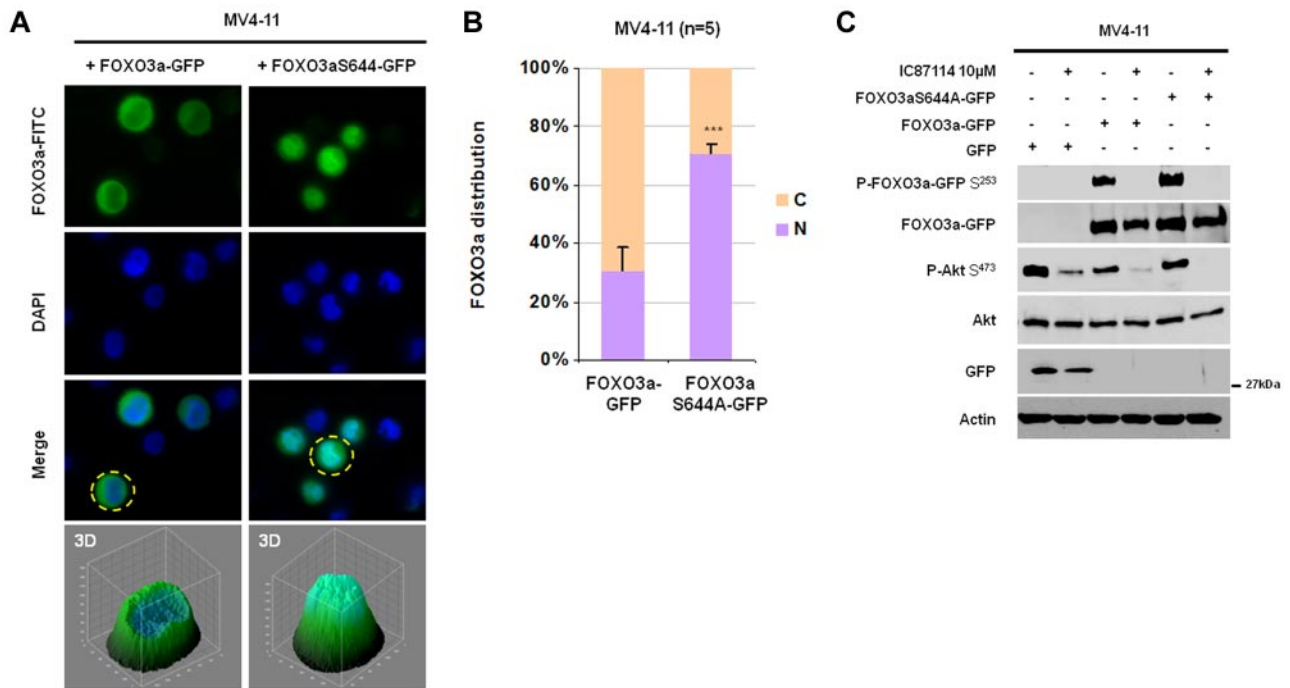 A
MV4-11
+ FOXO3a-GFP
+ FOXO3aS644-GFP
FOXO3a-FITC
DAPI
Merge
3D
3D
B
MV4-11 (n=5)
FOXO3a distribution
100%
80%
60%
40%
20%
0%
***
C
N
FOXO3a-
GFP
FOXO3a
S644A-GFP
C
MV4-11
IC87114 10µM - + - + - +
FOXO3aS644A-GFP - - - - + +
FOXO3a-GFP - - + + - -
GFP + + - - - -
P-FOXO3a-GFP S253
FOXO3a-GFP
P-Akt S473
Akt
GFP
27kDa
Actin